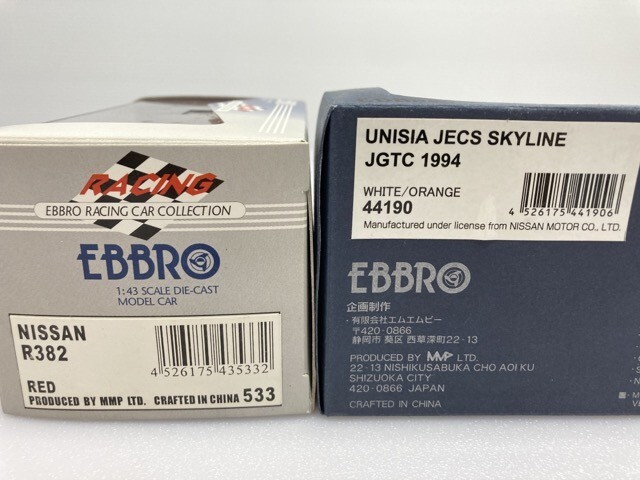 RACING
EBBRO RACING CAR COLLECTION
EBBRO
1:43 SCALE DIE-CAST
MODEL CAR
NISSAN
R382
4 526175 435332
RED
PRODUCED BY MMP LTD. CRAFTED IN CHINA 533
UNISIA JECS SKYLINE
JGTC 1994
WHITE/ORANGE
44190
4 526175 441906
Manufactured under license from NISSAN MOTOR CO., LTD.
EBBRO
企画制作
・有限会社エムエムピー
〒420-0866
静岡市 葵区 西草深町22-13
PRODUCED BY MMP LTD.
22-13 NISHIKUSABUKA CHO AOI KU
SHIZUOKA CITY
420-0866 JAPAN
CRAFTED IN CHINA